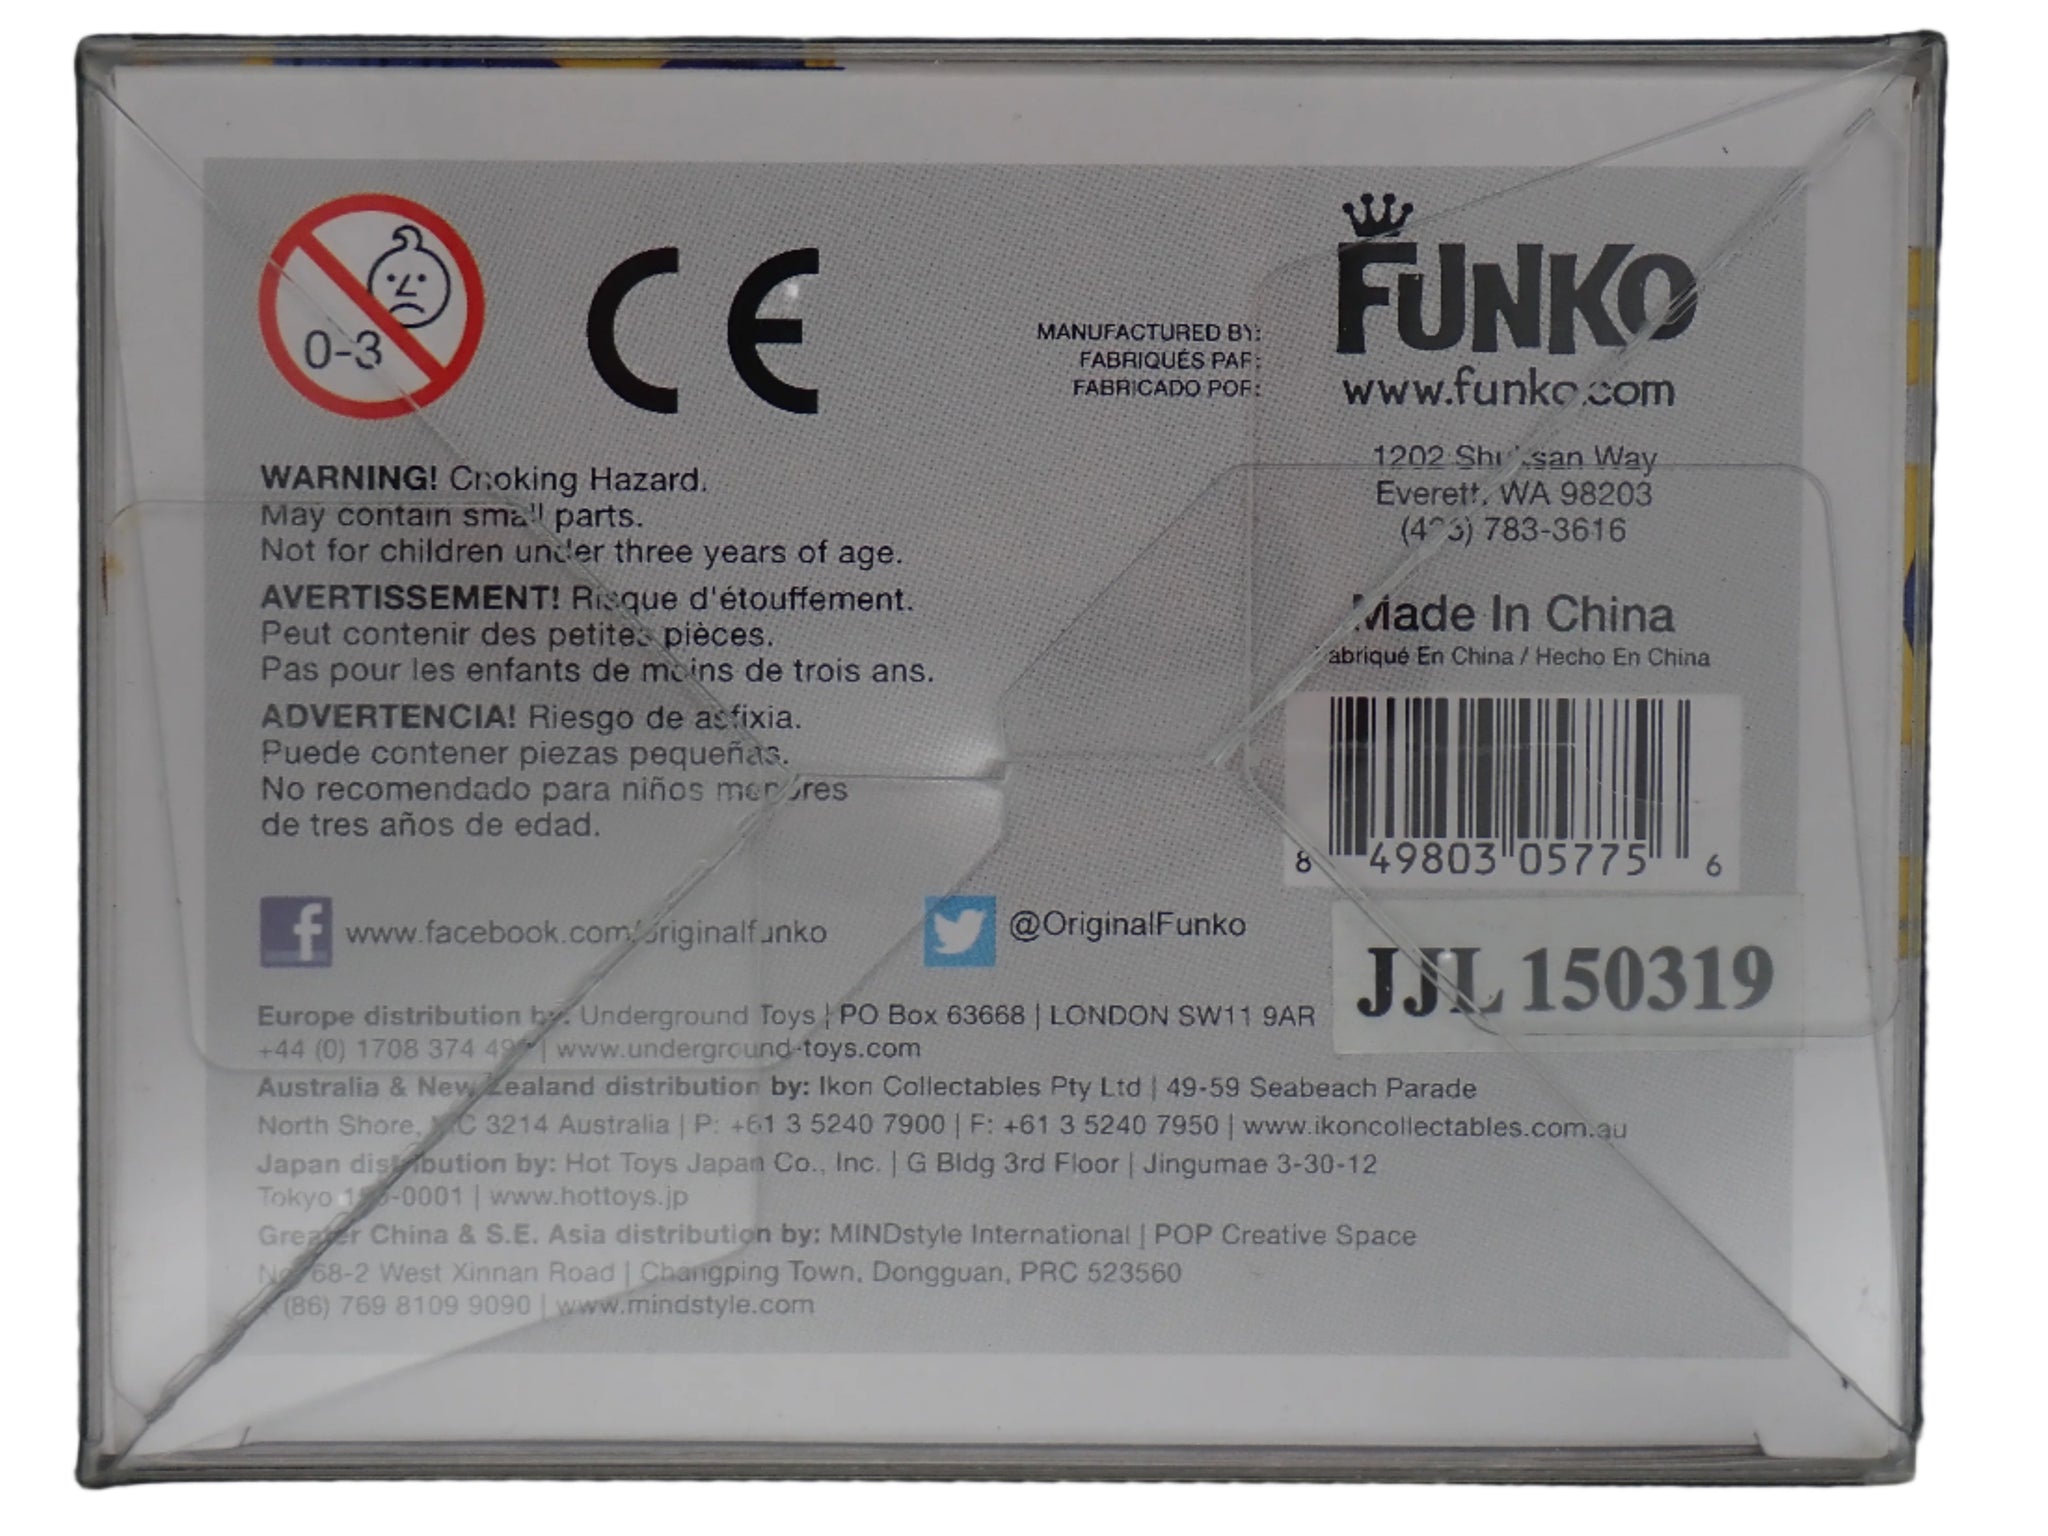 0-3
CE
MANUFACTURED BY:
FABRIQUÉS PAR:
FABRICADO POR:
FUNKO
www.funko.com
1202 Shuksan Way
Everett, WA 98203
783-3616
Made In China
Fabriqué En China / Hecho En China
WARNING! Choking Hazard.
May contain small parts.
Not for children under three years of age.
AVERTISSEMENT! Risque d'étouffement.
Peut contenir des petites pièces.
Pas pour les enfants de moins de trois ans.
ADVERTENCIA! Riesgo de asfixia.
Puede contener piezas pequeñas.
No recomendado para niños menores
de tres años de edad.
8 49803 05775 6
JJL 150319
f www.facebook.com/originalfunko
@OriginalFunko
Europe distribution by: Underground Toys | PO Box 63668 | LONDON SW11 9AR
+44 (0) 1708 374 | www.underground-toys.com
Australia & New Zealand distribution by: Ikon Collectables Pty Ltd | 49-59 Seabeach Parade
North Shore, 3214 Australia | P: +61 3 5240 7900 | F: +61 3 5240 7950 | www.ikoncollectables.com.au
Japan distribution by: Hot Toys Japan Co., Inc. | G Bldg 3rd Floor | Jingumae 3-30-12
Tokyo | www.hottoys.jp
Greater China & S.E. Asia distribution by: MINDstyle International | POP Creative Space
No. 68-2 West Xinnan Road | Changping Town, Dongguan, PRC 523560
+ (86) 769 8109 9090 | www.mindstyle.com